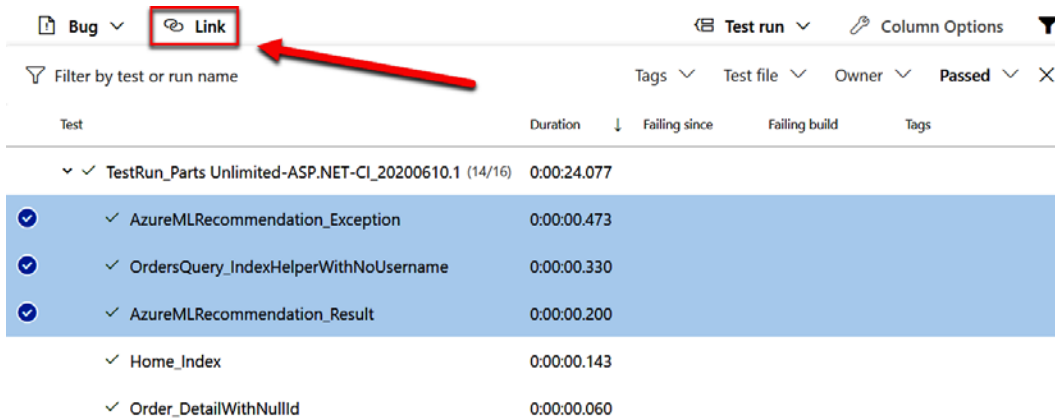 Bug Link Test run Column Options
Filter by test or run name Tags Test file Owner Passed
Test Duration Failing since Failing build Tags
TestRun_Parts Unlimited-ASP.NET-CI_20200610.1 (14/16) 0:00:24.077
AzureMLRecommendation_Exception 0:00:00.473
OrdersQuery_IndexHelperWithNoUsername 0:00:00.330
AzureMLRecommendation_Result 0:00:00.200
Home_Index 0:00:00.143
Order_DetailWithNullId 0:00:00.060